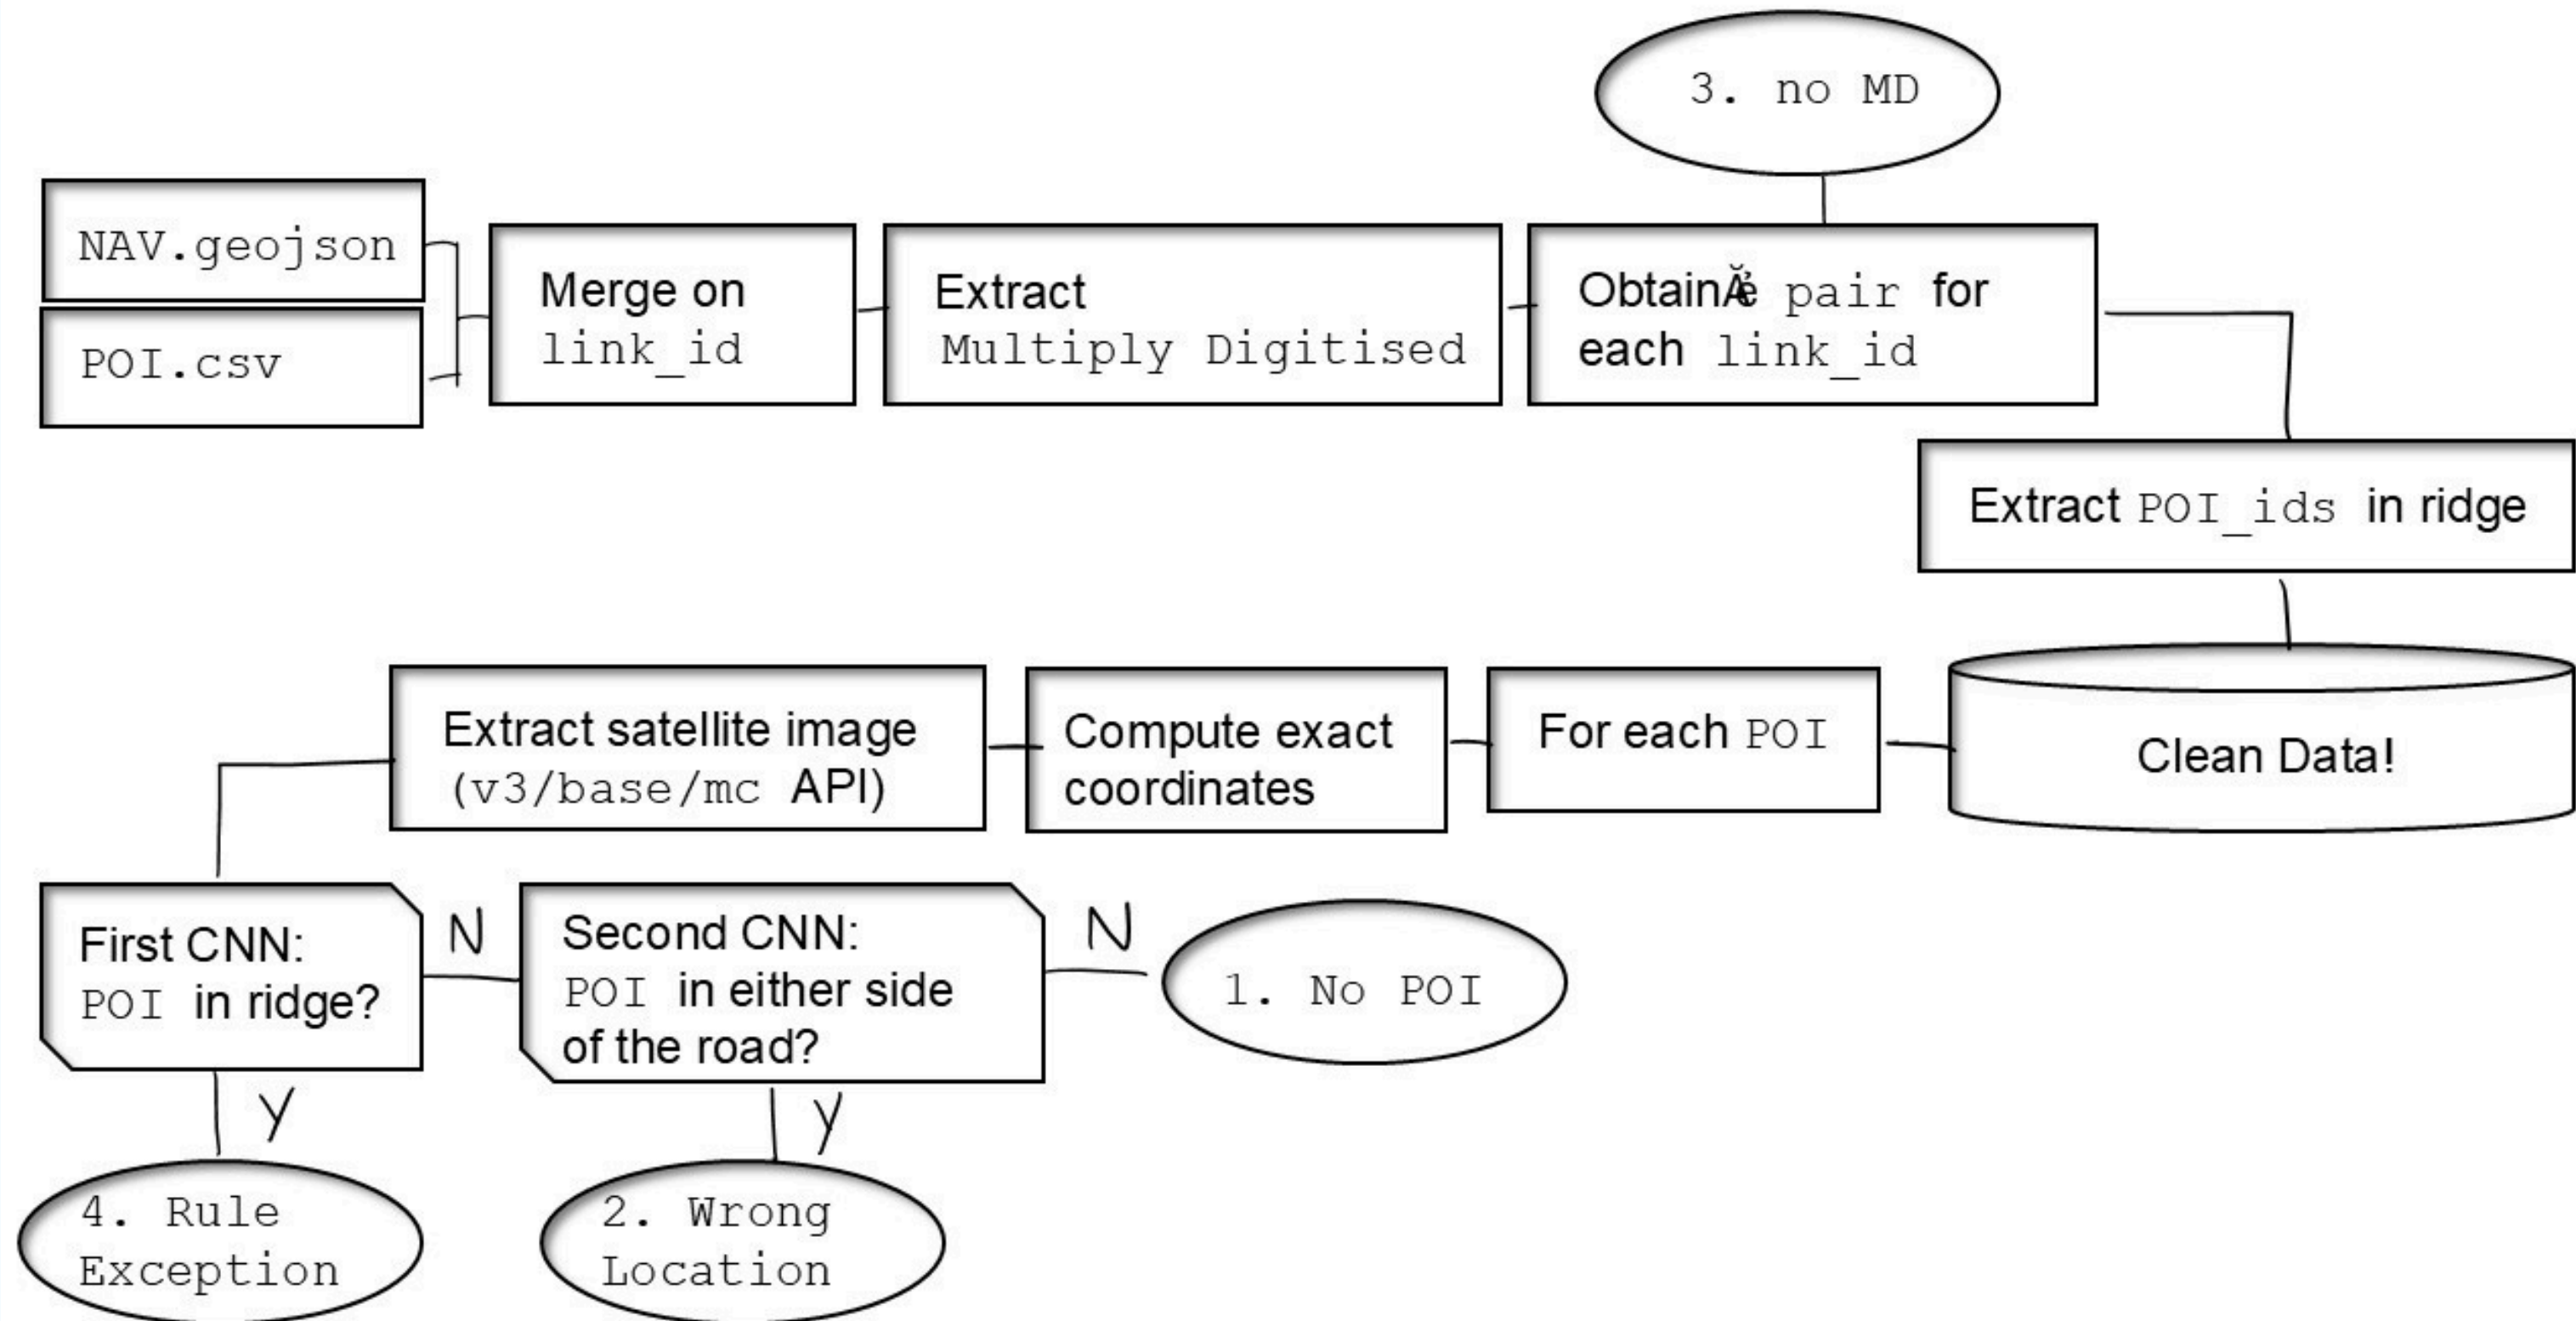 3. no MD
NAV.geojson
POI.csv
Merge on
link_id
Extract
Multiply Digitised
Obtain pair for
each link_id
Extract POI_ids in ridge
Extract satellite image
(v3/base/mc API)
Compute exact
coordinates
For each POI
Clean Data!
First CNN:
POI in ridge?
N
Second CNN:
POI in either side
of the road?
N
1. No POI
Y
y
4. Rule
Exception
2. Wrong
Location